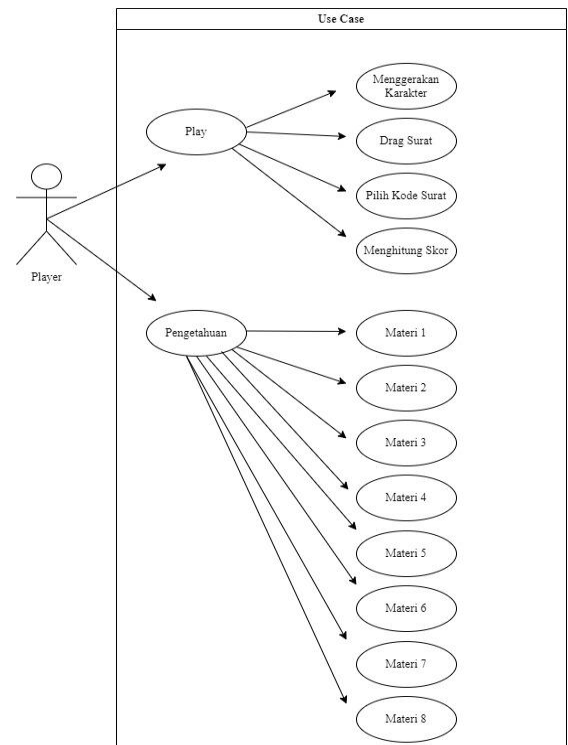 Use Case
Menggerakan
Karakter
Play
Drag Surat
Pilih Kode Surat
Menghitung Skor
Player
Pengetahuan
Materi 1
Materi 2
Materi 3
Materi 4
Materi 5
Materi 6
Materi 7
Materi 8